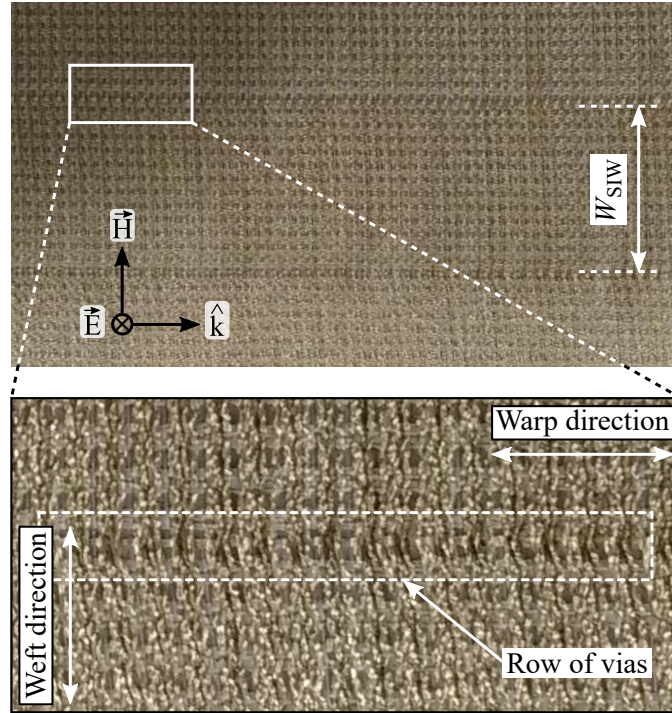 W_SIW
H⃗
E⃗
k̂
Warp direction
Weft direction
Row of vias